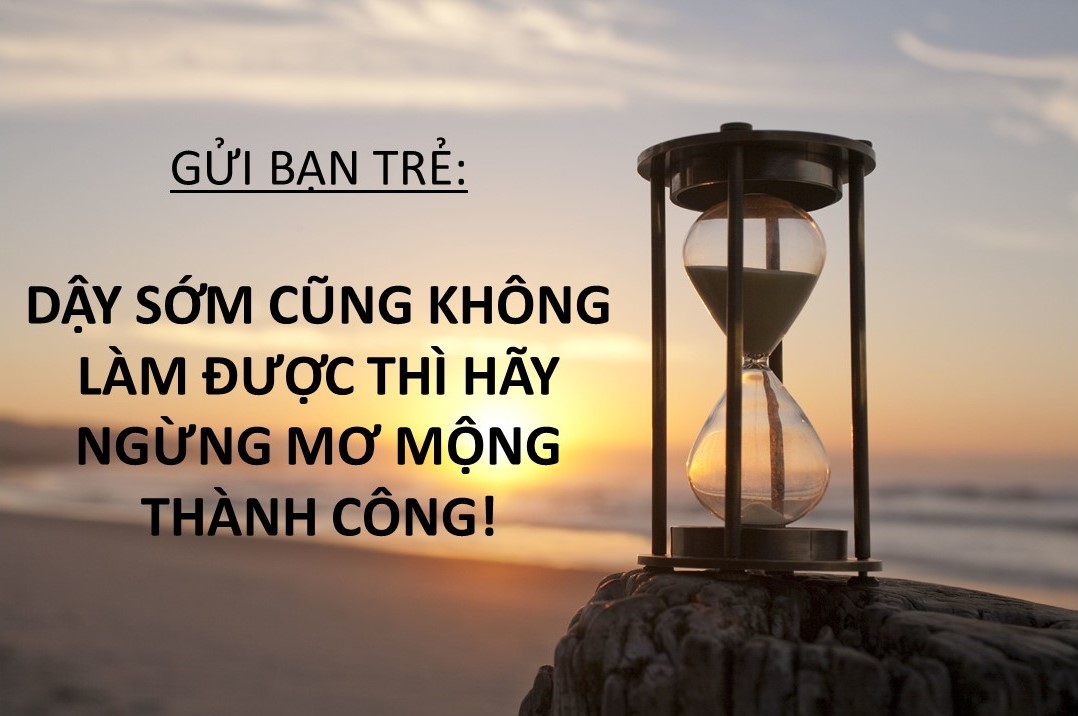 GỬI BẠN TRẺ:
DẬY SỚM CŨNG KHÔNG
LÀM ĐƯỢC THÌ HÃY
NGỪNG MƠ MỘNG
THÀNH CÔNG!